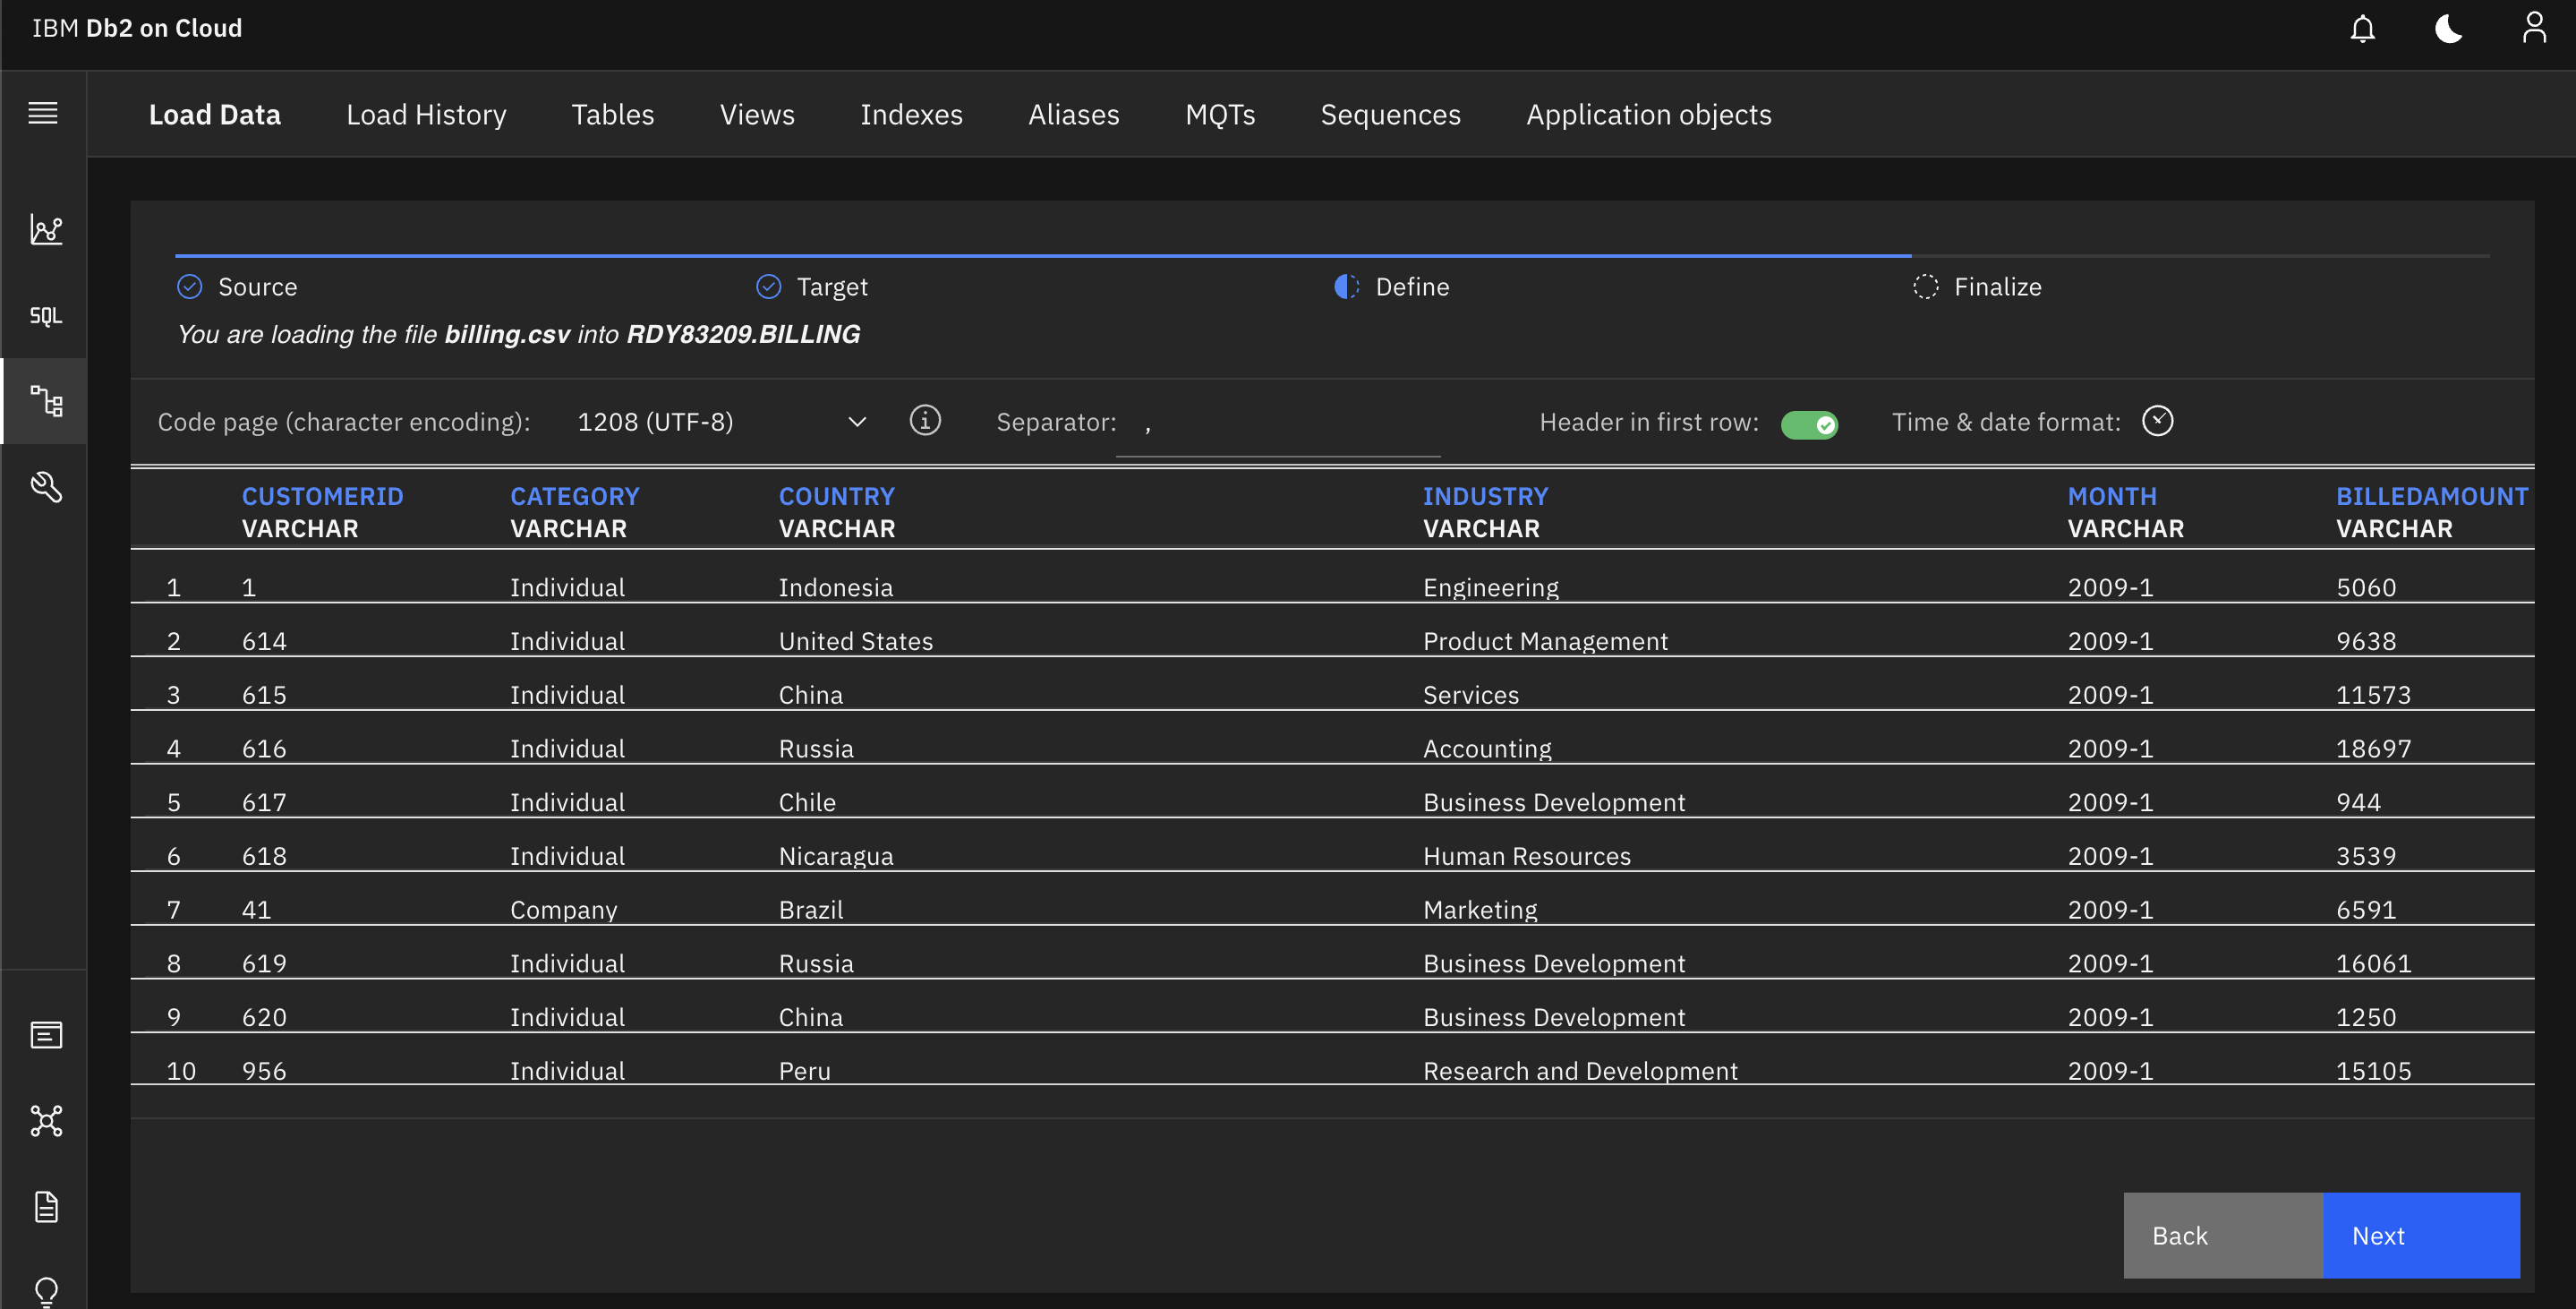 IBM Db2 on Cloud
Load Data Load History Tables Views Indexes Aliases MQTs Sequences Application objects
SQL
Source Target Define Finalize
You are loading the file billing.csv into RDY83209.BILLING
Code page (character encoding): 1208 (UTF-8) Separator: , Header in first row: Time & date format:
CUSTOMERID CATEGORY COUNTRY INDUSTRY MONTH BILLEDAMOUNT
VARCHAR VARCHAR VARCHAR VARCHAR VARCHAR VARCHAR
1 1 Individual Indonesia Engineering 2009-1 5060
2 614 Individual United States Product Management 2009-1 9638
3 615 Individual China Services 2009-1 11573
4 616 Individual Russia Accounting 2009-1 18697
5 617 Individual Chile Business Development 2009-1 944
6 618 Individual Nicaragua Human Resources 2009-1 3539
7 41 Company Brazil Marketing 2009-1 6591
8 619 Individual Russia Business Development 2009-1 16061
9 620 Individual China Business Development 2009-1 1250
10 956 Individual Peru Research and Development 2009-1 15105
Back Next